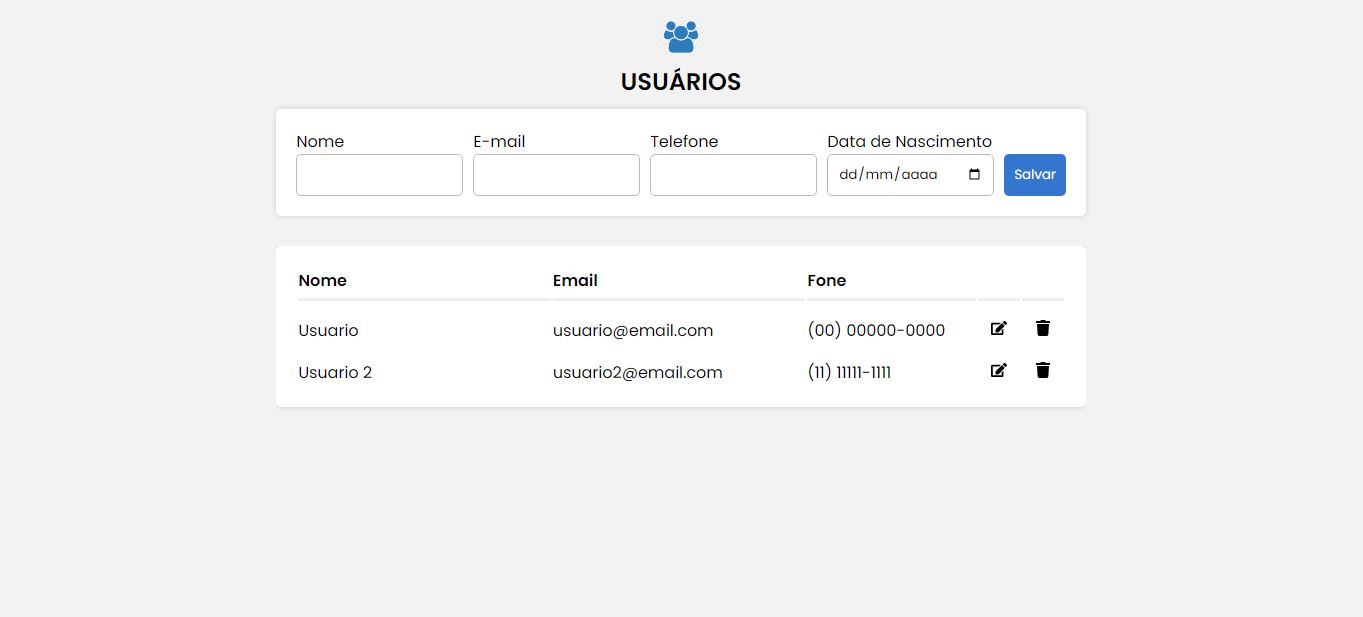 USUÁRIOS
Nome E-mail Telefone Data de Nascimento
dd/mm/aaaa Salvar
Nome Email Fone
Usuario usuario@email.com (00) 00000-0000
Usuario 2 usuario2@email.com (11) 11111-1111